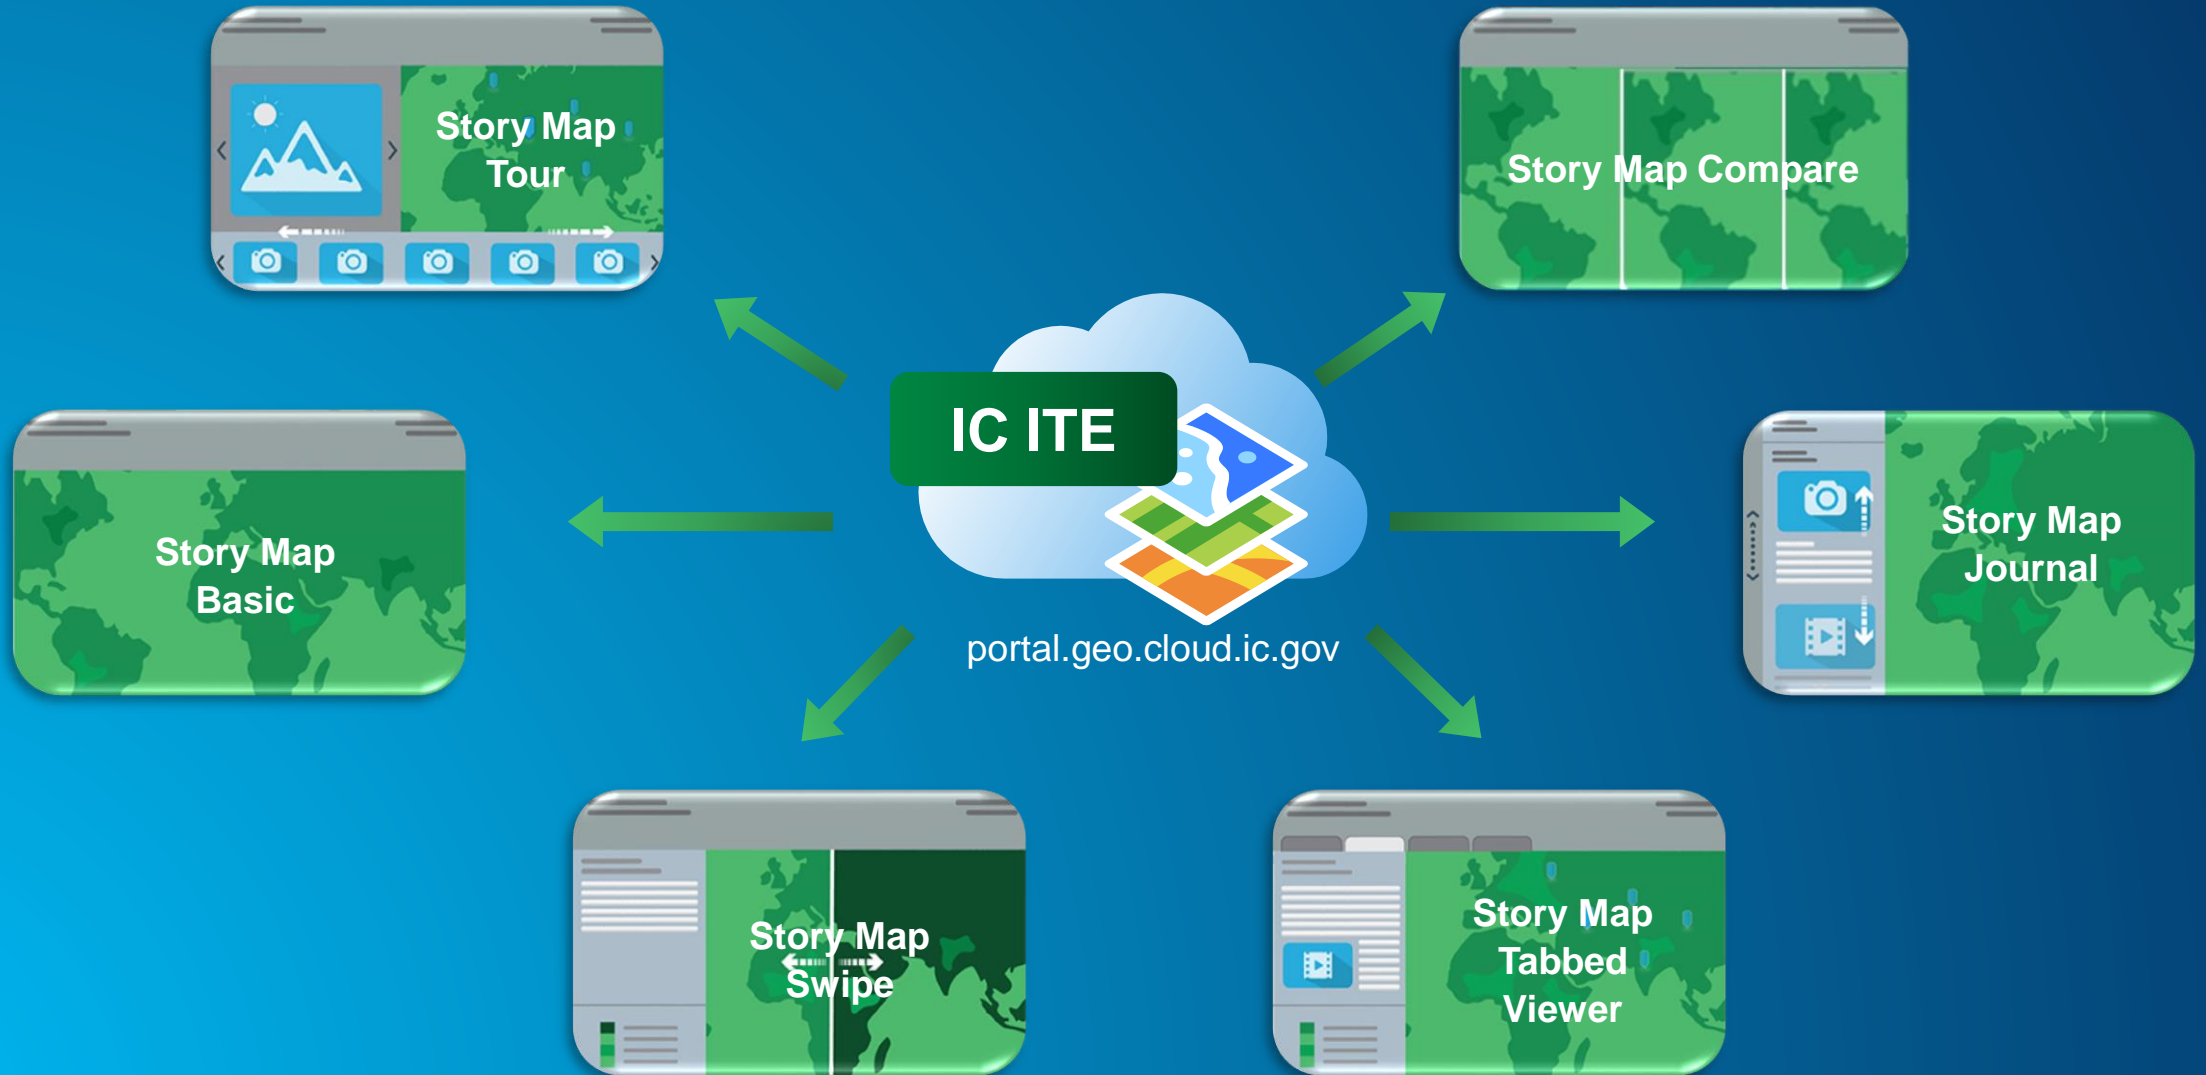 Story Map
Tour
Story Map Compare
IC ITE
portal.geo.cloud.ic.gov
Story Map
Basic
Story Map
Journal
Story Map
Swipe
Story Map
Tabbed
Viewer